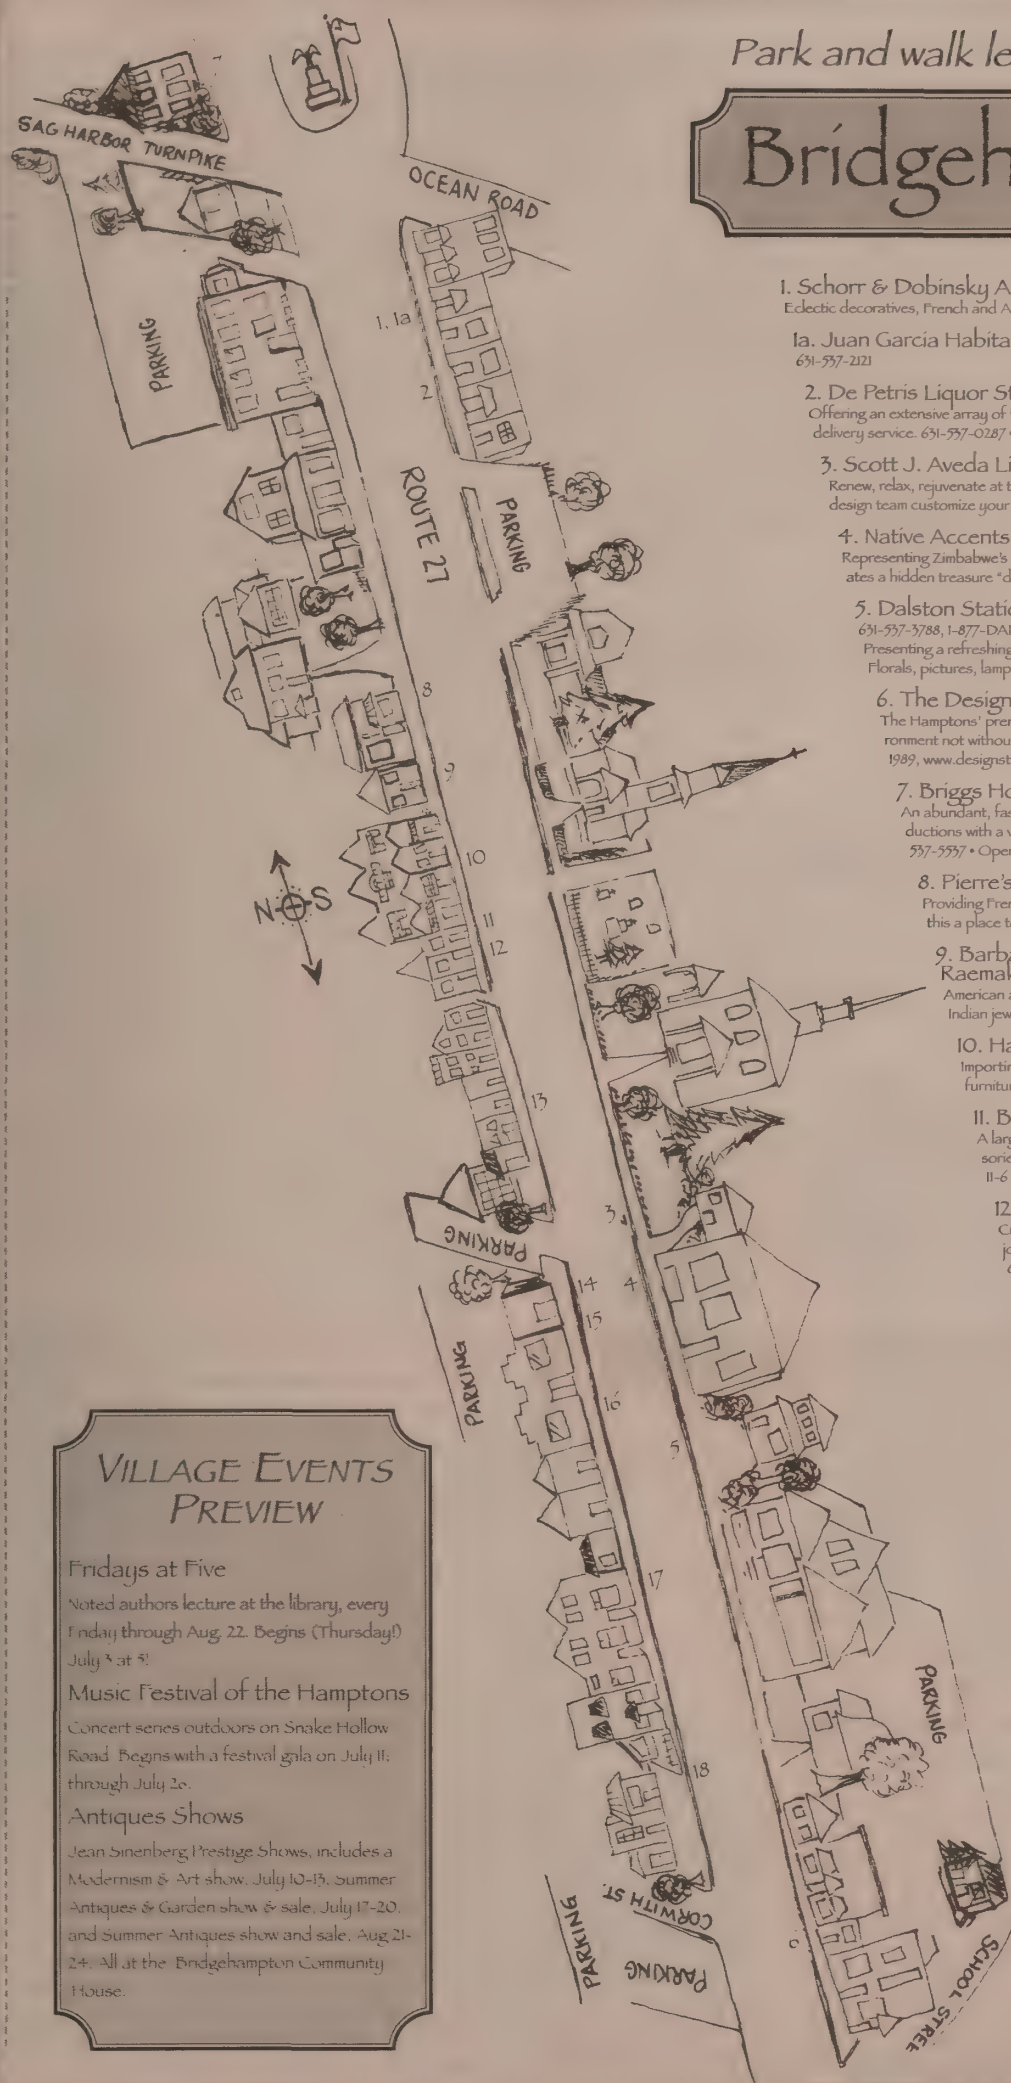 Park and walk le
Bridgeh
SAG HARBOR TURNPIKE
OCEAN ROAD
PARKING
1, 1a
2
ROUTE 27
PARKING
8
9
10
11
12
N S
13
3
PARKING
14
4
15
PARKING
16
5
17
PARKING
18
CORWITH ST.
PARKING
PARKING
6
SCHOOL STREE
1. Schorr & Dobinsky A
Eclectic decoratives, French and A
1a. Juan Garcia Habita
631-537-2121
2. De Petris Liquor St
Offering an extensive array of
delivery service. 631-537-0287 •
3. Scott J. Aveda Li
Renew, relax, rejuvenate at t
design team customize your
4. Native Accents
Representing Zimbabwe's
ates a hidden treasure "d
5. Dalston Static
631-537-3788, 1-877-DAL
Presenting a refreshing
Florals, pictures, lamp
6. The Design
The Hamptons' prem
ronment not withou
1989, www.designst
7. Briggs Ho
An abundant, fas
ductions with a v
537-5537 • Ope
8. Pierre's
Providing Fren
this a place to
9. Barba
Raemak
American a
Indian jew
10. Ha
Importin
furnitur
11. B
A larg
sorie
11-6
12
VILLAGE EVENTS
PREVIEW
Fridays at Five
Noted authors lecture at the library, every
Friday through Aug. 22. Begins (Thursday!)
July 3 at 5!
Music Festival of the Hamptons
Concert series outdoors on Snake Hollow
Road. Begins with a festival gala on July 11;
through July 20.
Antiques Shows
Jean Sinenberg Prestige Shows, includes a
Modernism & Art show, July 10-13, Summer
Antiques & Garden show & sale, July 17-20,
and Summer Antiques show and sale, Aug 21-
24. All at the Bridgehampton Community
House.